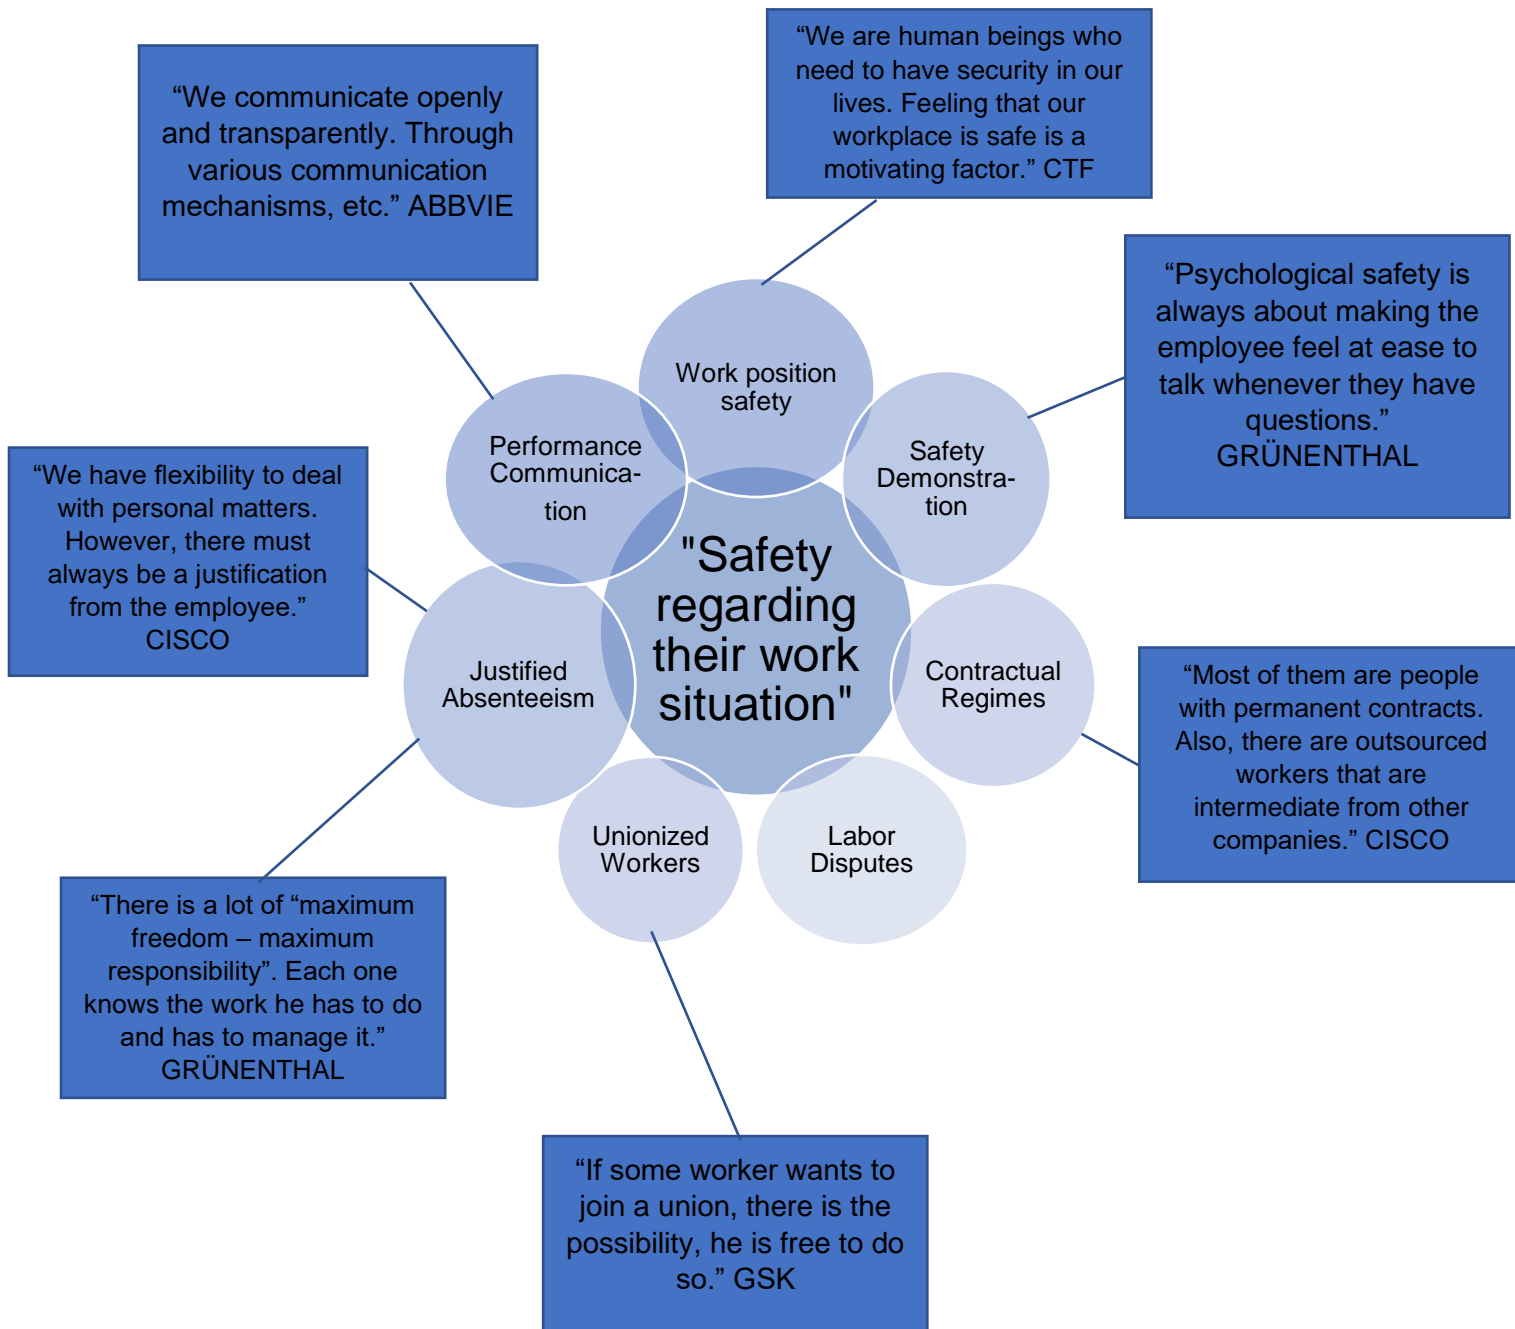 “We are human beings who
need to have security in our
lives. Feeling that our
workplace is safe is a
motivating factor.” CTF
“We communicate openly
and transparently. Through
various communication
mechanisms, etc.” ABBVIE
“Psychological safety is
always about making the
employee feel at ease to
talk whenever they have
questions.”
GRÜNENTHAL
Work position
safety
Performance
Communica-
tion
Safety
Demonstra-
tion
“We have flexibility to deal
with personal matters.
However, there must
always be a justification
from the employee.”
CISCO
"Safety
regarding
their work
situation"
Justified
Absenteeism
Contractual
Regimes
“Most of them are people
with permanent contracts.
Also, there are outsourced
workers that are
intermediate from other
companies.” CISCO
Unionized
Workers
Labor
Disputes
“There is a lot of “maximum
freedom – maximum
responsibility”. Each one
knows the work he has to do
and has to manage it.”
GRÜNENTHAL
“If some worker wants to
join a union, there is the
possibility, he is free to do
so.” GSK